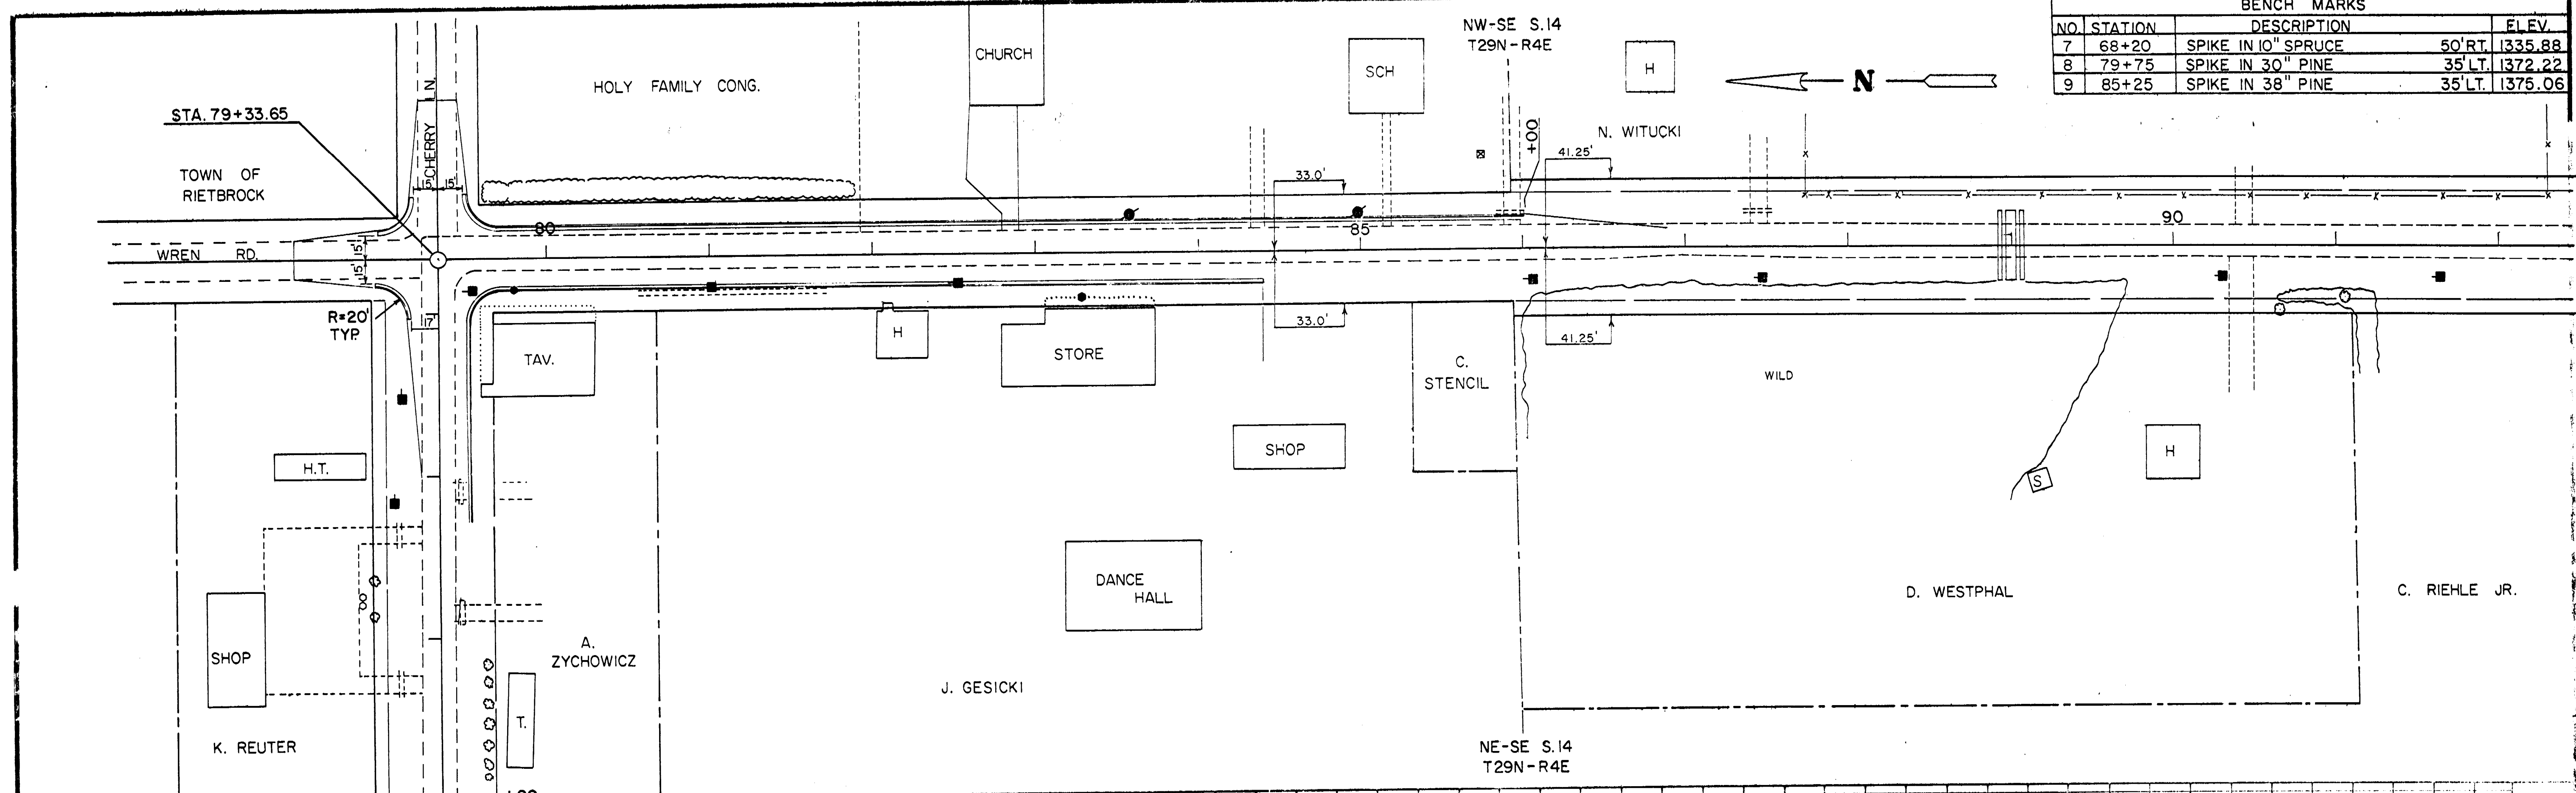 BENCH MARKS
NO. STATION DESCRIPTION ELEV.
7 68+20 SPIKE IN 10" SPRUCE 50' RT. 1335.88
8 79+75 SPIKE IN 30" PINE 35' LT. 1372.22
9 85+25 SPIKE IN 38" PINE 35' LT. 1375.06
NW-SE S.14
T29N-R4E
CHURCH
SCH
H
N
HOLY FAMILY CONG.
STA. 79+33.65
CHERRY LN.
+00
N. WITUCKI
TOWN OF
RIETBROCK
15' 15'
33.0'
41.25'
80
85
90
WREN RD.
15'
15'
1
R=20'
TYP.
17'
TAV.
H
STORE
33.0'
41.25'
C.
STENCIL
WILD
H.T.
SHOP
H
S
DANCE
HALL
D. WESTPHAL
C. RIEHLE JR.
SHOP
A.
ZYCHOWICZ
J. GESICKI
T.
K. REUTER
NE-SE S.14
T29N-R4E